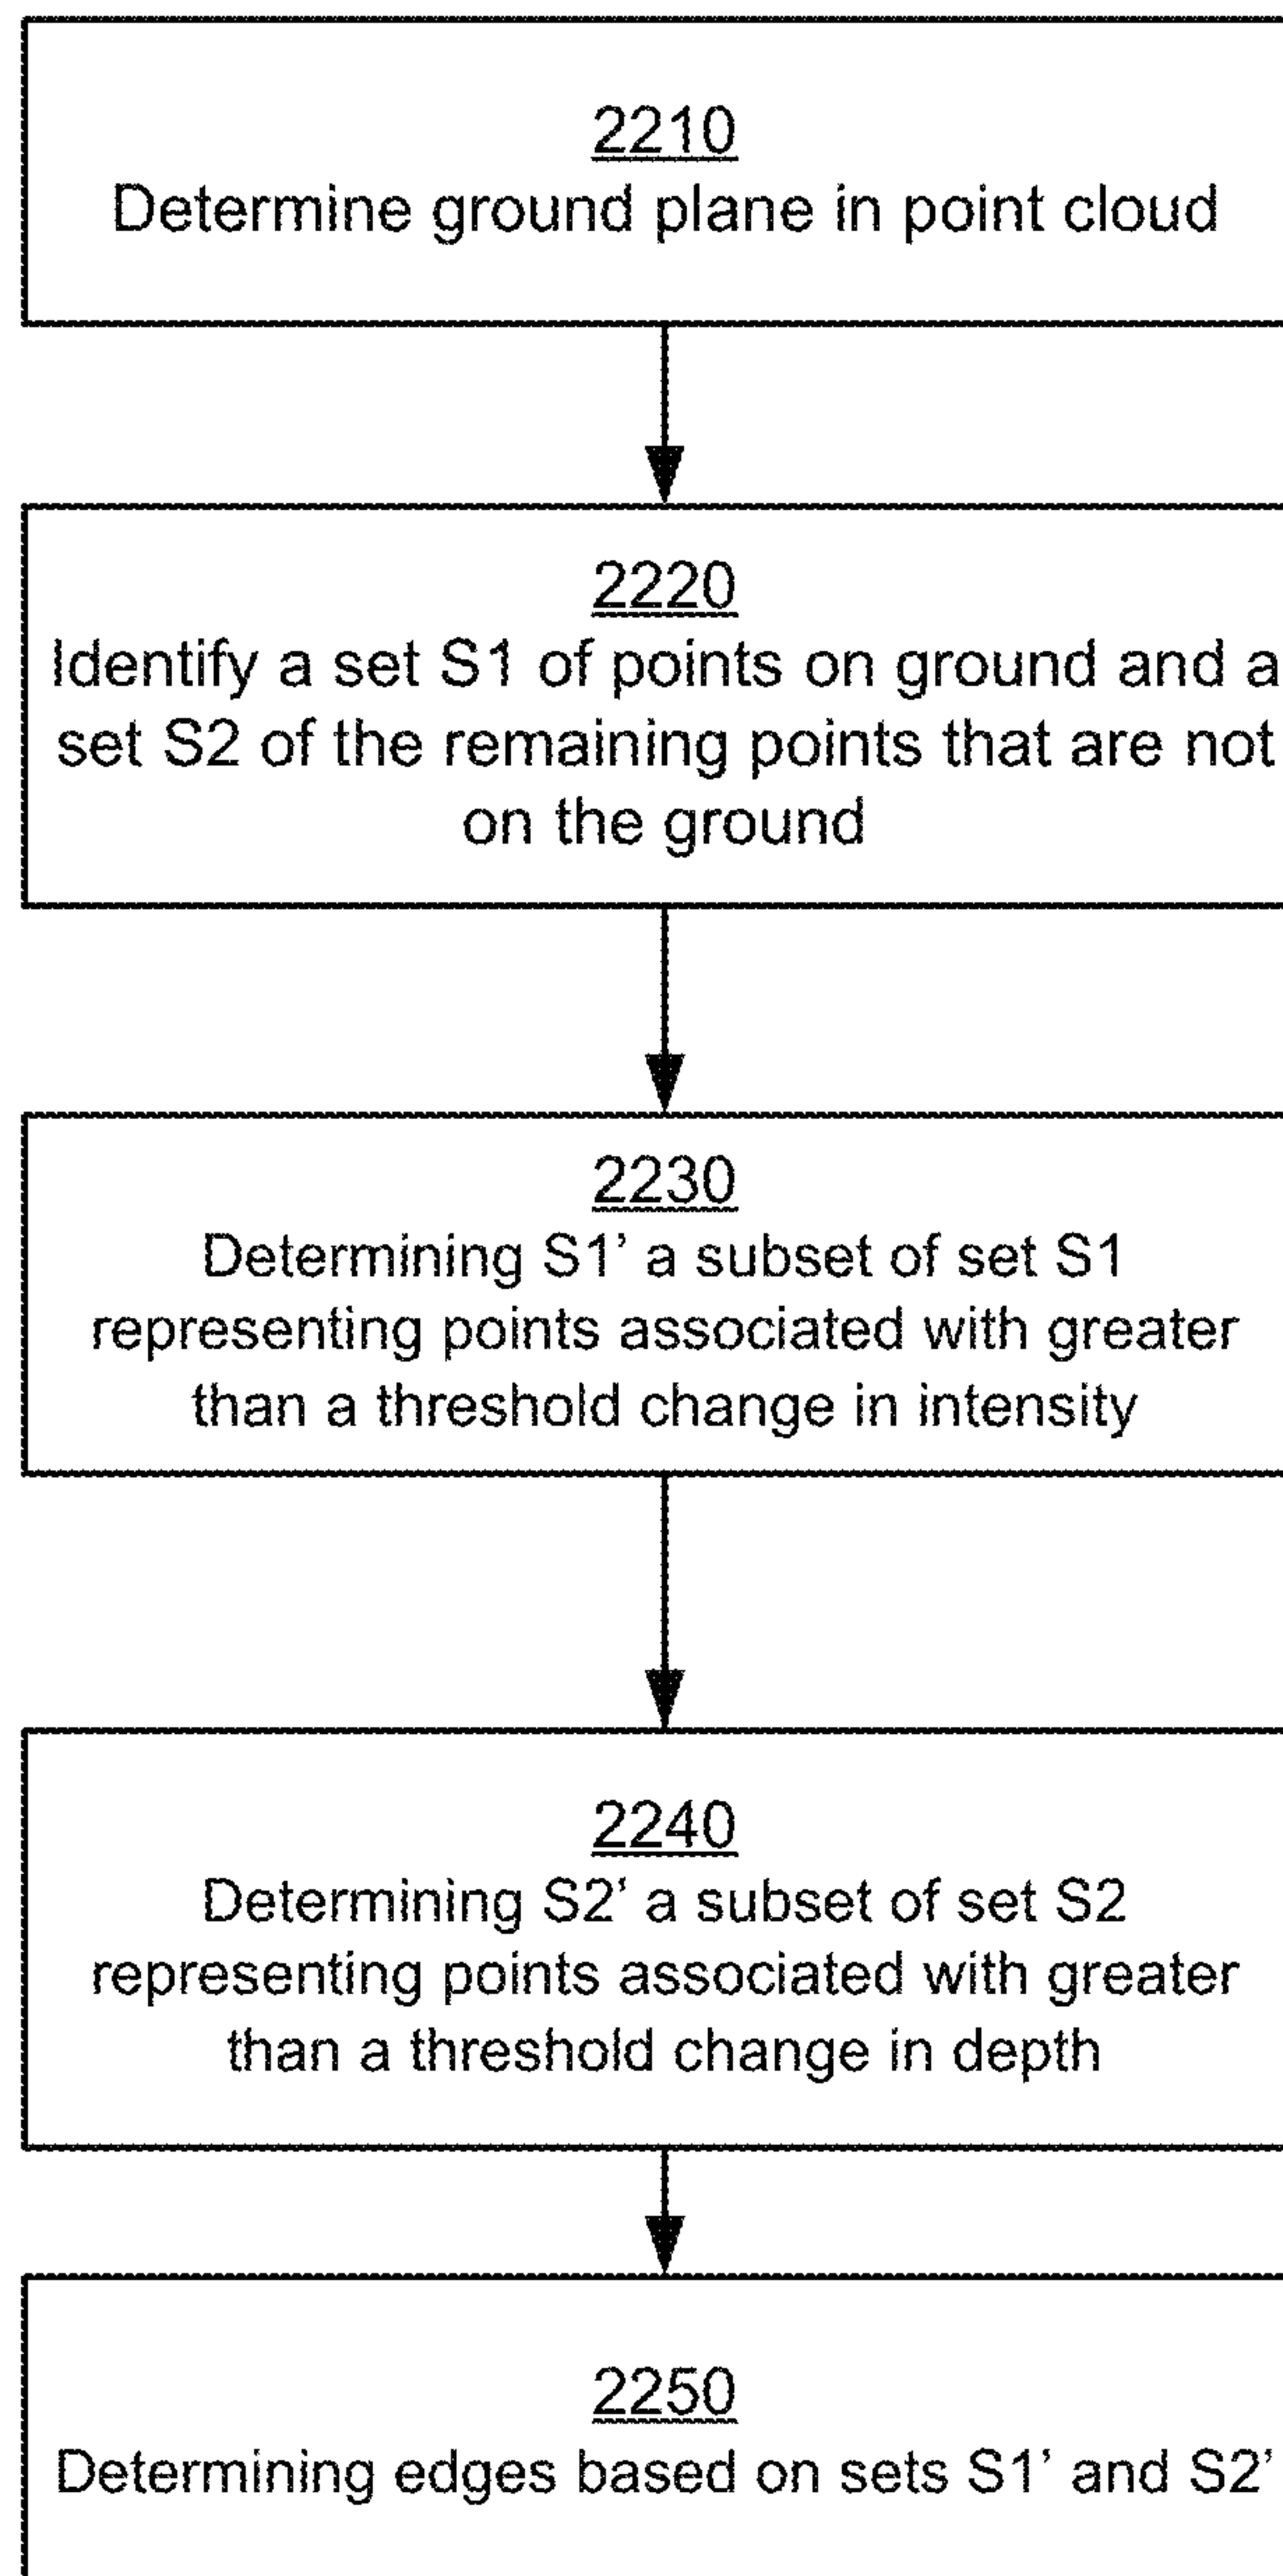 2210
Determine ground plane in point cloud
2220
Identify a set S1 of points on ground and a
set S2 of the remaining points that are not
on the ground
2230
Determining S1’ a subset of set S1
representing points associated with greater
than a threshold change in intensity
2240
Determining S2‘ a subset of set S2
representing points associated with greater
than a threshold change in depth
2250
Determining edges based on sets S1’ and S2’